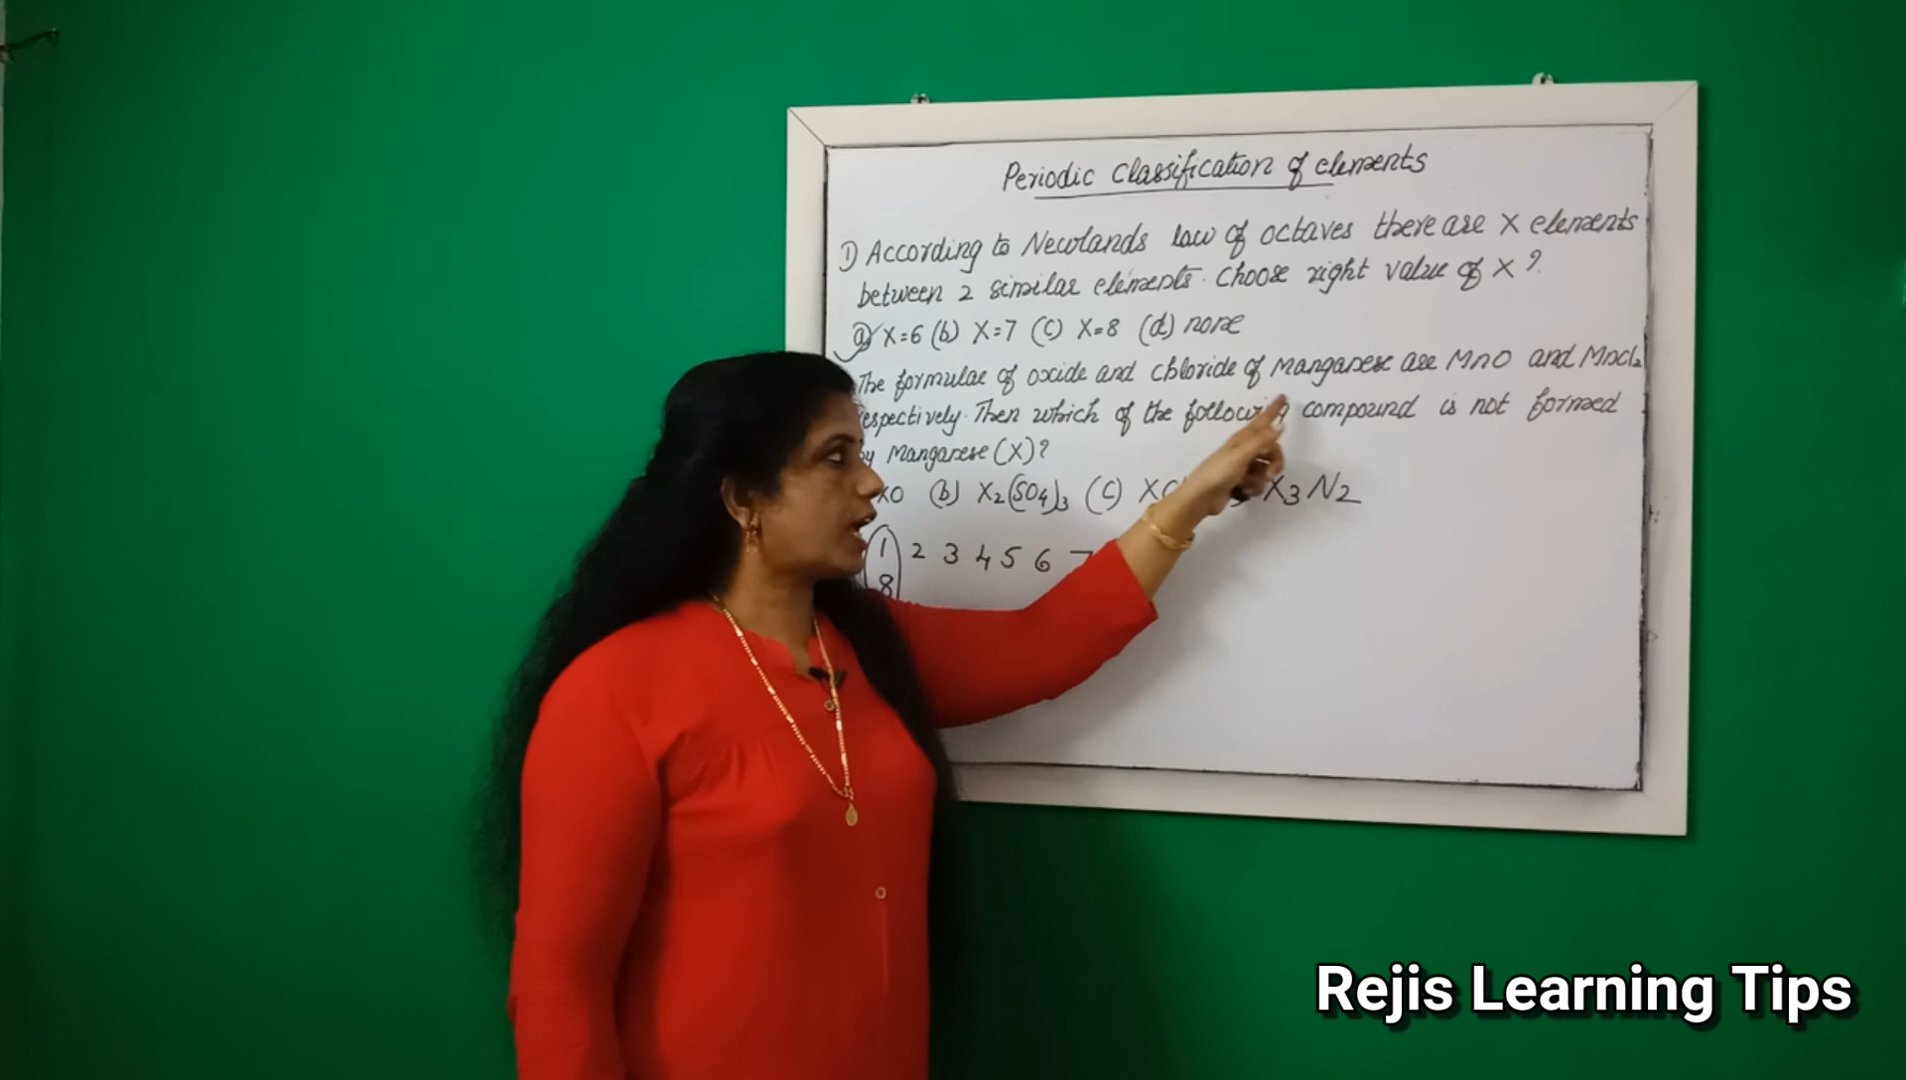 Periodic Classification of elements
1) According to Newlands law of octaves there are X elements
between 2 similar elements. Choose right value of X ?
(a) X=6 (b) X=7 (c) X=8 (d) none
The formulae of oxide and chloride of Manganese are MnO and MnCl2
respectively. Then which of the following compound is not formed
by Manganese (X)?
XO (b) X2(SO4)3 (c) X3N2
1 2 3 4 5 6 7
8
Rejis Learning Tips